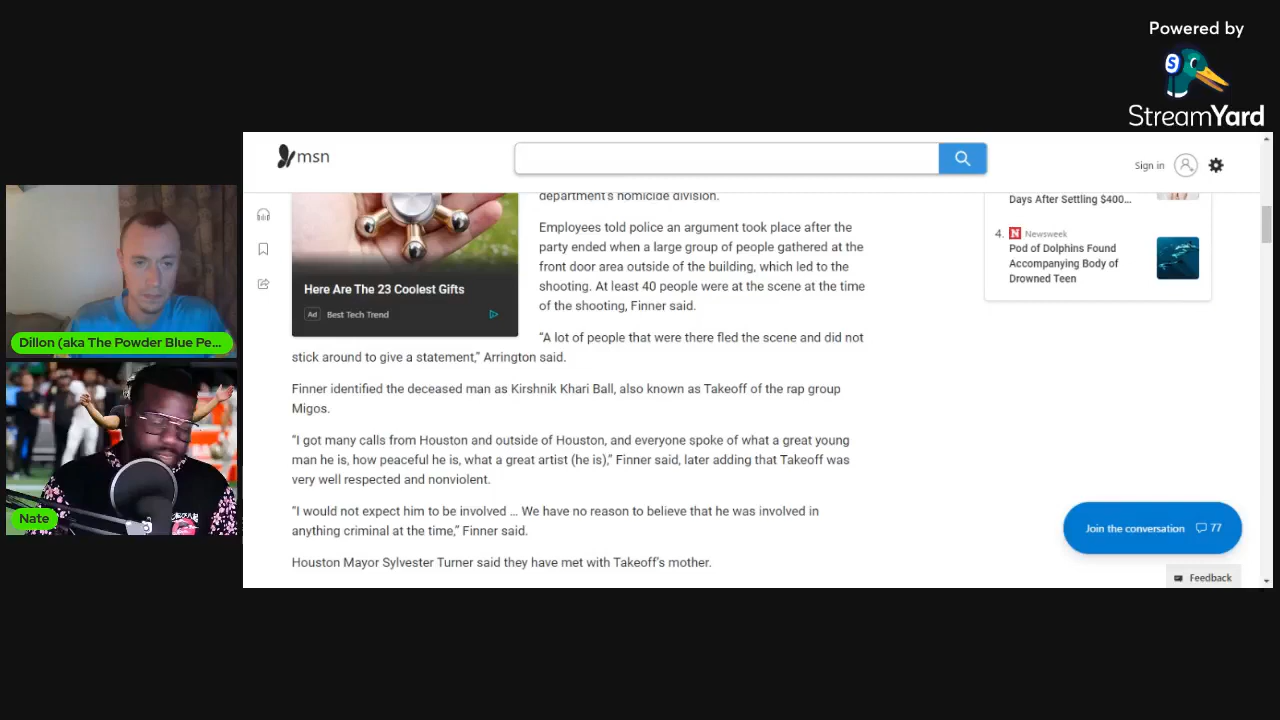 Powered by
StreamYard
msn
Sign in
department's homicide division.
Employees told police an argument took place after the
party ended when a large group of people gathered at the
front door area outside of the building, which led to the
shooting. At least 40 people were at the scene at the time
of the shooting, Finner said.
“A lot of people that were there fled the scene and did not
stick around to give a statement,” Arrington said.
Finner identified the deceased man as Kirshnik Khari Ball, also known as Takeoff of the rap group
Migos.
“I got many calls from Houston and outside of Houston, and everyone spoke of what a great young
man he is, how peaceful he is, what a great artist (he is),” Finner said, later adding that Takeoff was
very well respected and nonviolent.
“I would not expect him to be involved … We have no reason to believe that he was involved in
anything criminal at the time,” Finner said.
Houston Mayor Sylvester Turner said they have met with Takeoff's mother.
Here Are The 23 Coolest Gifts
Ad Best Tech Trend
Days After Settling $400...
4. N Newsweek
Pod of Dolphins Found
Accompanying Body of
Drowned Teen
Join the conversation 77
Feedback
Dillon (aka The Powder Blue Pe...
Nate